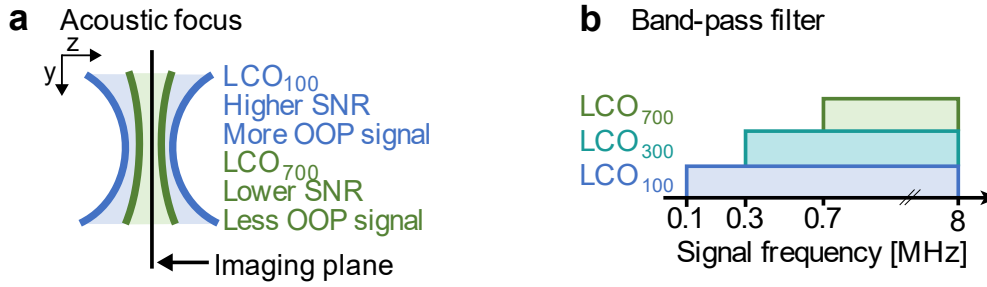 a Acoustic focus
z
y
LCO100
Higher SNR
More OOP signal
LCO700
Lower SNR
Less OOP signal
Imaging plane
b Band-pass filter
LCO700
LCO300
LCO100
0.1 0.3 0.7 8
Signal frequency [MHz]